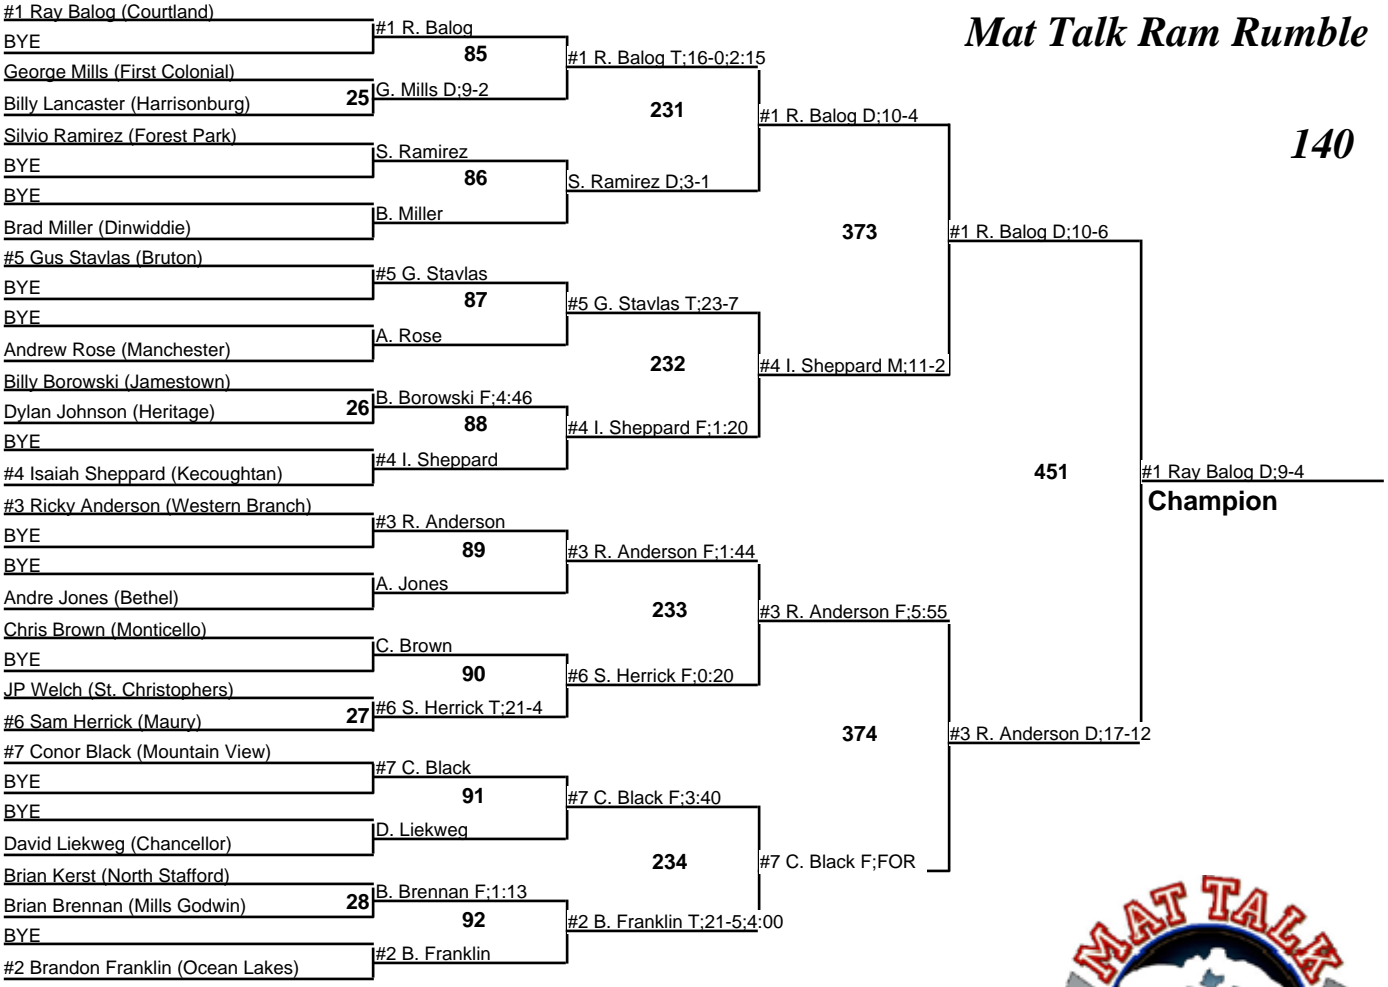 #1 Ray Balog (Courtland)
#1 R. Balog
Mat Talk Ram Rumble
BYE
85
#1 R. Balog T;16-0;2:15
George Mills (First Colonial)
G. Mills D;9-2
Billy Lancaster (Harrisonburg)
25
231
#1 R. Balog D;10-4
Silvio Ramirez (Forest Park)
140
S. Ramirez
BYE
86
S. Ramirez D;3-1
BYE
B. Miller
Brad Miller (Dinwiddie)
373
#1 R. Balog D;10-6
#5 Gus Stavlas (Bruton)
#5 G. Stavlas
BYE
87
#5 G. Stavlas T;23-7
BYE
A. Rose
Andrew Rose (Manchester)
232
#4 I. Sheppard M;11-2
Billy Borowski (Jamestown)
B. Borowski F;4:46
Dylan Johnson (Heritage)
26
88
#4 I. Sheppard F;1:20
BYE
#4 I. Sheppard
#4 Isaiah Sheppard (Kecoughtan)
451
#1 Ray Balog D;9-4
Champion
#3 Ricky Anderson (Western Branch)
#3 R. Anderson
BYE
89
#3 R. Anderson F;1:44
BYE
A. Jones
Andre Jones (Bethel)
233
#3 R. Anderson F;5:55
Chris Brown (Monticello)
C. Brown
BYE
90
#6 S. Herrick F;0:20
JP Welch (St. Christophers)
#6 S. Herrick T;21-4
#6 Sam Herrick (Maury)
27
374
#3 R. Anderson D;17-12
#7 Conor Black (Mountain View)
#7 C. Black
BYE
91
#7 C. Black F;3:40
BYE
D. Liekweg
David Liekweg (Chancellor)
234
#7 C. Black F;FOR
Brian Kerst (North Stafford)
B. Brennan F;1:13
Brian Brennan (Mills Godwin)
28
92
#2 B. Franklin T;21-5;4:00
BYE
#2 B. Franklin
#2 Brandon Franklin (Ocean Lakes)
MAT TALK